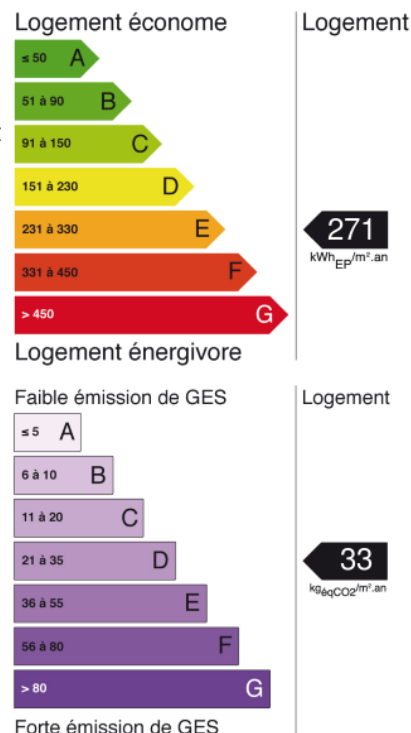 Logement économe
Logement
≤ 50 A
51 à 90 B
91 à 150 C
151 à 230 D
231 à 330 E
271
kWhEP/m².an
331 à 450 F
> 450 G
Logement énergivore
Faible émission de GES
Logement
≤ 5 A
6 à 10 B
11 à 20 C
21 à 35 D
33
kgéqCO2/m².an
36 à 55 E
56 à 80 F
> 80 G
Forte émission de GES